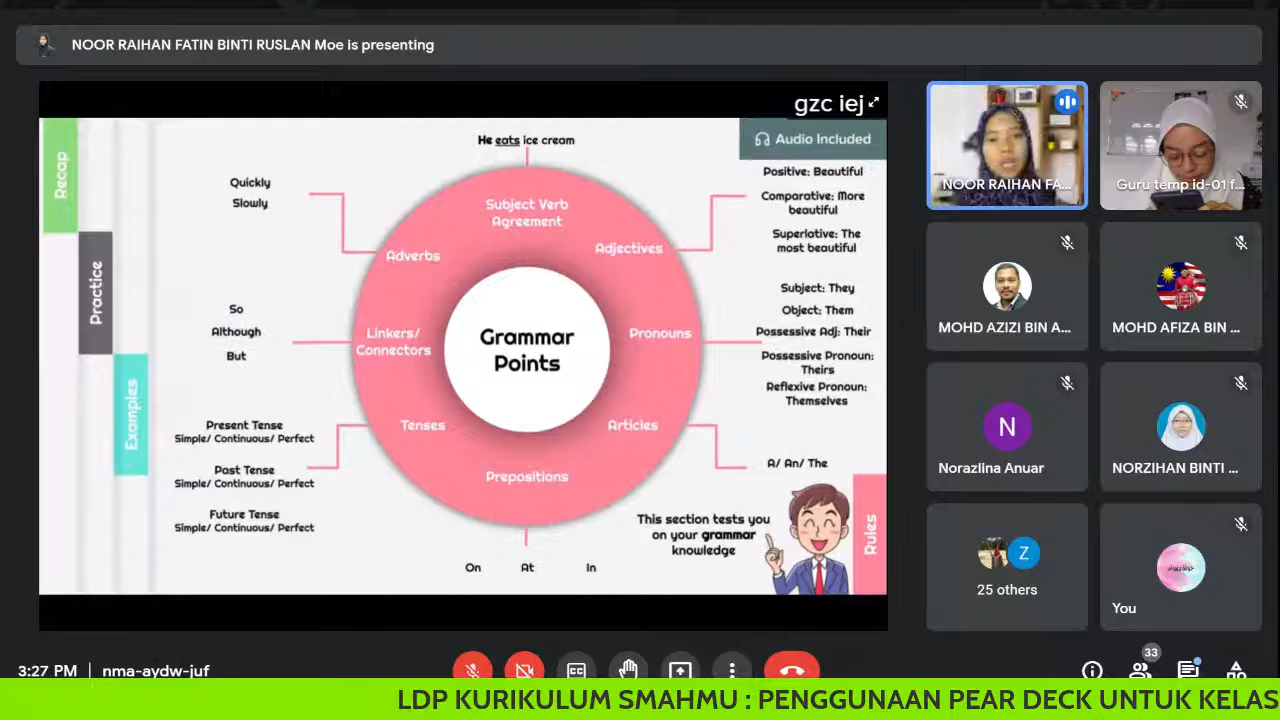 NOOR RAIHAN FATIN BINTI RUSLAN Moe is presenting
gzc iej
Audio Included
Recap
Practice
Examples
Rules
He eats ice cream
Subject Verb
Agreement
Adverbs
Quickly
Slowly
Adjectives
Positive: Beautiful
Comparative: More
beautiful
Superlative: The
most beautiful
Linkers/
Connectors
So
Although
But
Grammar
Points
Pronouns
Subject: They
Object: Them
Possessive Adj: Their
Possessive Pronoun:
Theirs
Reflexive Pronoun:
Themselves
Tenses
Present Tense
Simple/ Continuous/ Perfect
Past Tense
Simple/ Continuous/ Perfect
Future Tense
Simple/ Continuous/ Perfect
Articles
A/ An/ The
Prepositions
On At In
This section tests you
on your grammar
knowledge
NOOR RAIHAN FA...
Guru temp id-01 f...
MOHD AZIZI BIN A...
MOHD AFIZA BIN ...
N
Norazlina Anuar
NORZIHAN BINTI ...
Z
25 others
You
3:27 PM | nma-aydw-juf
CC
33
LDP KURIKULUM SMAHMU : PENGGUNAAN PEAR DECK UNTUK KELAS